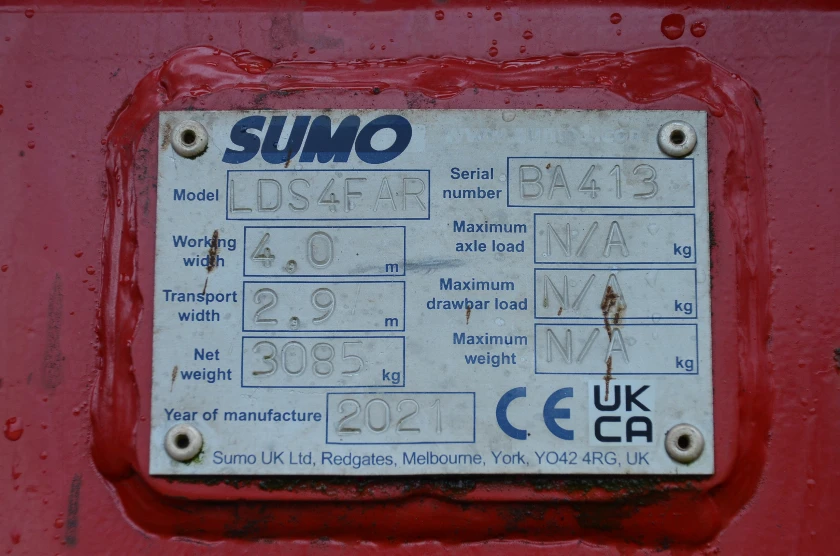 SUMO
Model LDS4FAR
Serial number BA413
Working width 4.0 m
Maximum axle load N/A kg
Transport width 2.9 m
Maximum drawbar load N/A kg
Net weight 3085 kg
Maximum weight N/A kg
Year of manufacture 2021
CE UK CA
Sumo UK Ltd, Redgates, Melbourne, York, YO42 4RG, UK